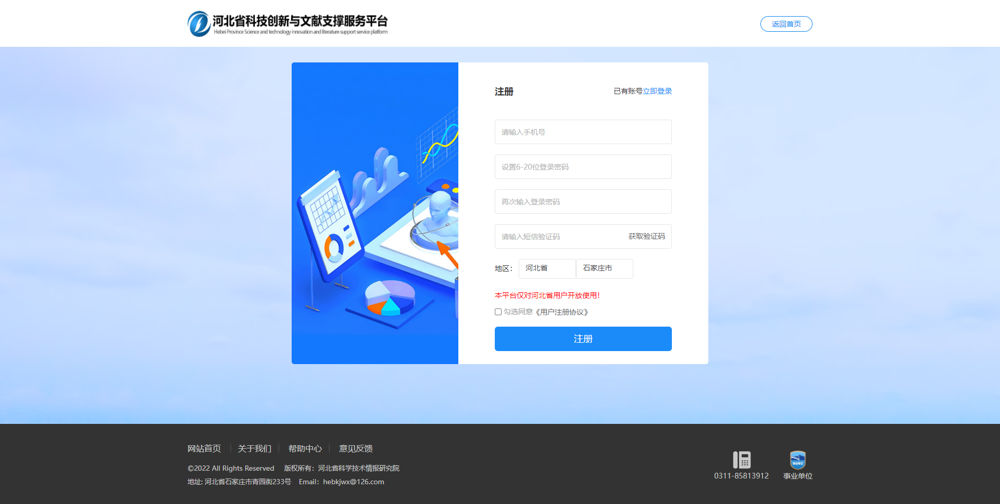 河北省科技创新与文献支撑服务平台
Hebei Province Science and technology innovation and literature support service platform
返回首页
注册
已有账号立即登录
请输入手机号
设置6-20位登录密码
再次输入登录密码
请输入短信验证码 获取验证码
地区： 河北省 石家庄市
本平台仅对河北省用户开放使用！
勾选同意《用户注册协议》
注册
网站首页 关于我们 帮助中心 意见反馈
©2022 All Rights Reserved 版权所有：河北省科学技术情报研究院
地址: 河北省石家庄市青园街233号 Email：hebkjwx@126.com
0311-85813912
事业单位
事业单位